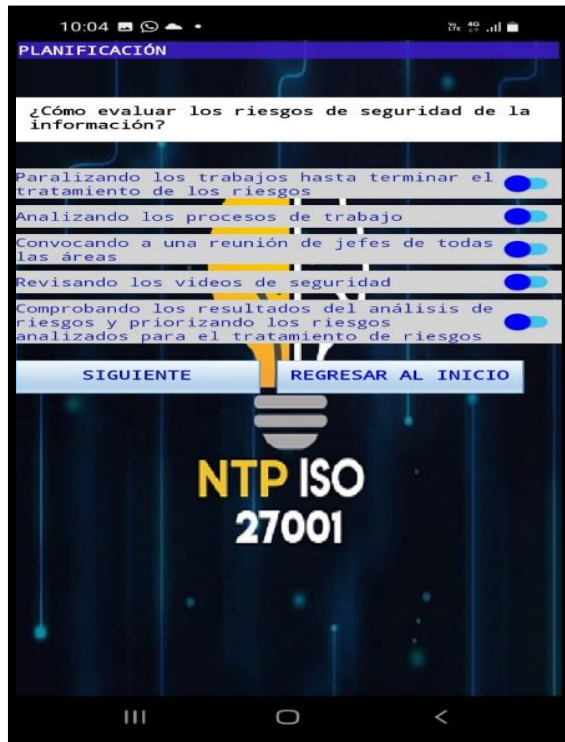 10:04
PLANIFICACIÓN
¿Cómo evaluar los riesgos de seguridad de la
información?
Paralizando los trabajos hasta terminar el
tratamiento de los riesgos
Analizando los procesos de trabajo
Convocando a una reunión de jefes de todas
las áreas
Revisando los videos de seguridad
Comprobando los resultados del análisis de
riesgos y priorizando los riesgos
analizados para el tratamiento de riesgos
SIGUIENTE REGRESAR AL INICIO
NTP ISO
27001